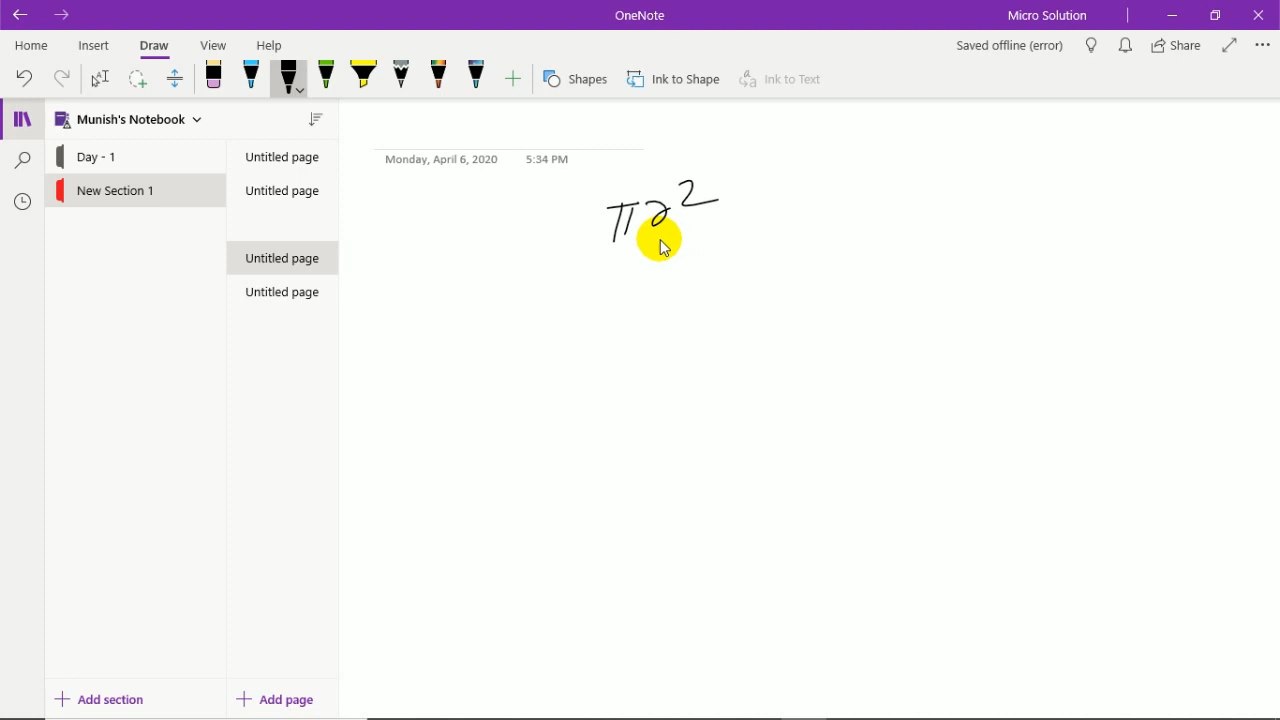 OneNote
Micro Solution
Home Insert Draw View Help
Saved offline (error) Share
Shapes Ink to Shape Ink to Text
Munish's Notebook
Day - 1
New Section 1
Untitled page
Untitled page
Untitled page
Untitled page
Monday, April 6, 2020 5:34 PM
πr²
Add section
Add page